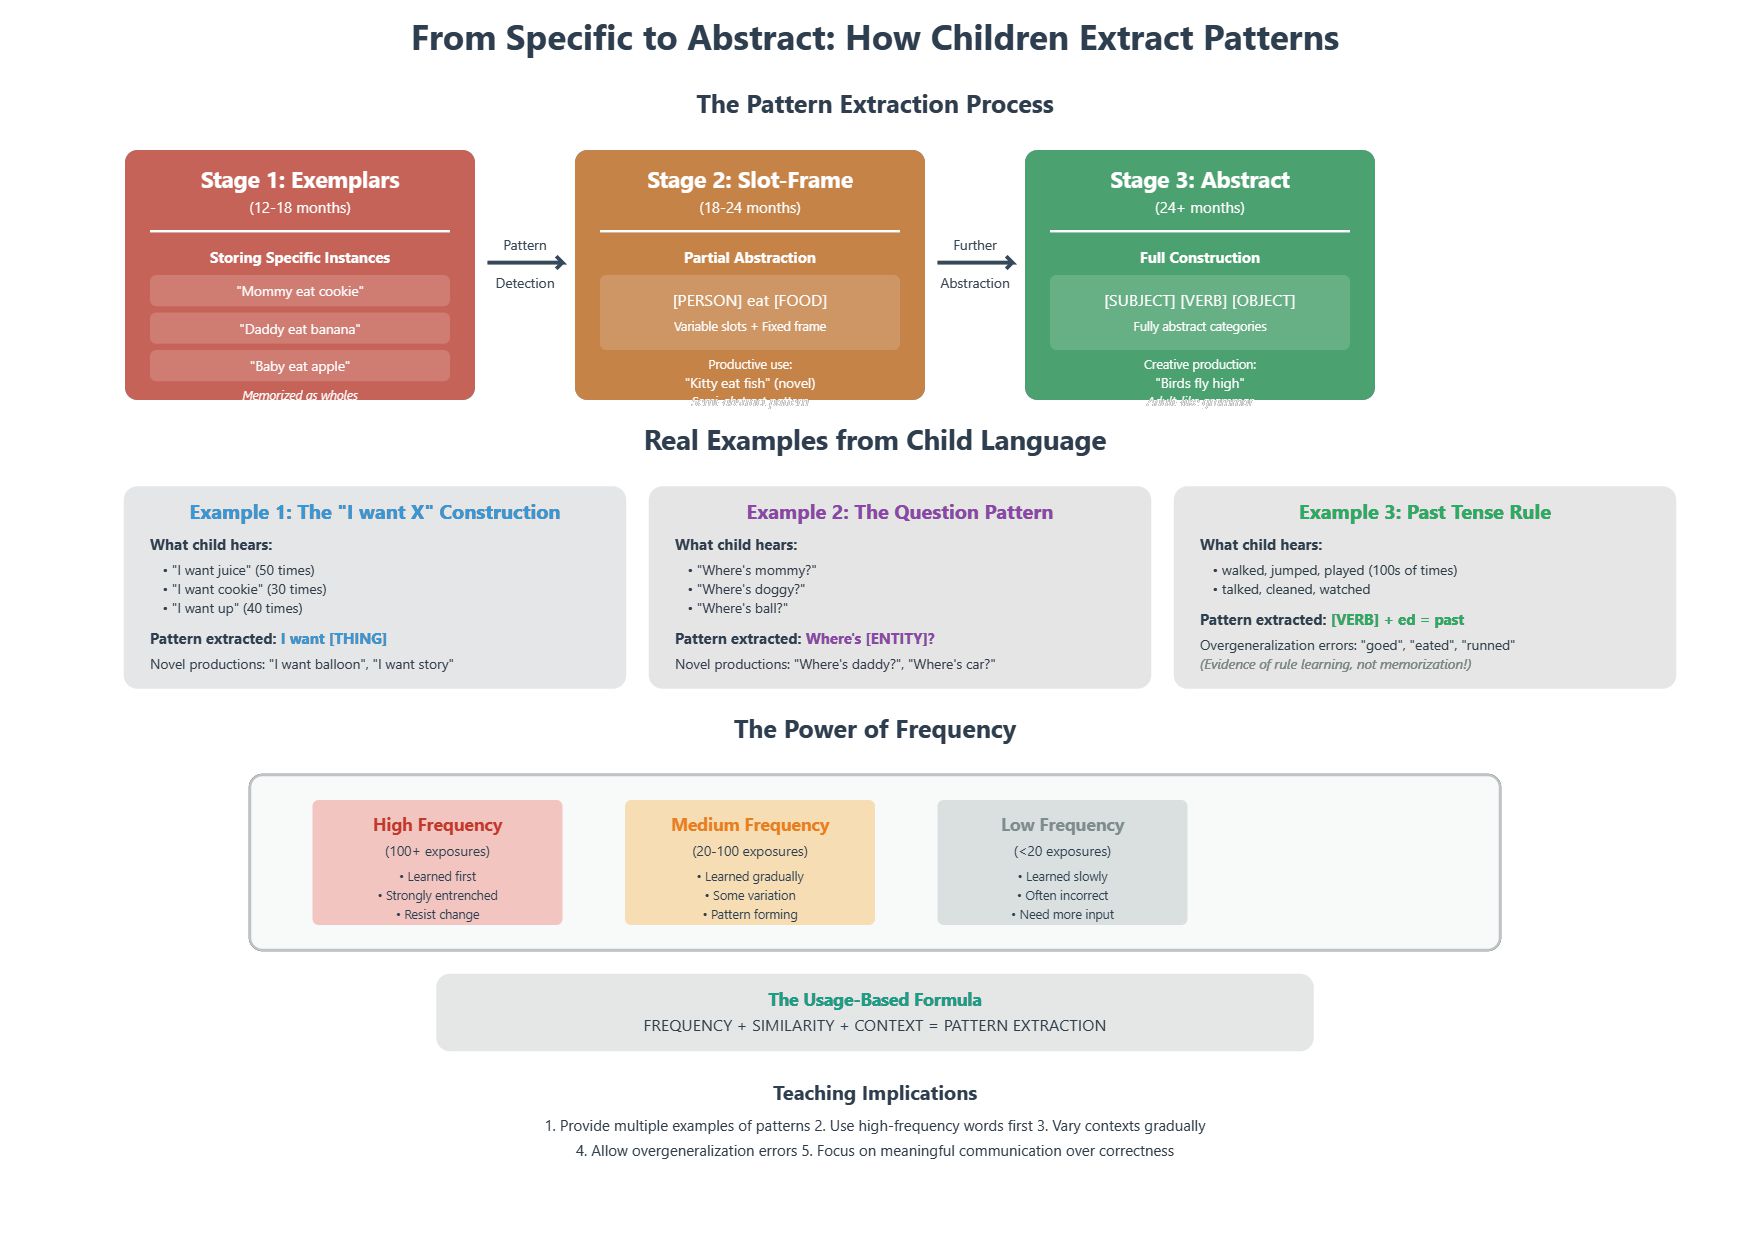 From Specific to Abstract: How Children Extract Patterns
The Pattern Extraction Process
Stage 1: Exemplars
(12-18 months)
Storing Specific Instances
"Mommy eat cookie"
"Daddy eat banana"
"Baby eat apple"
Memorized as wholes
Pattern
Detection
Stage 2: Slot-Frame
(18-24 months)
Partial Abstraction
[PERSON] eat [FOOD]
Variable slots + Fixed frame
Productive use:
"Kitty eat fish" (novel)
Semi-abstract pattern
Further
Abstraction
Stage 3: Abstract
(24+ months)
Full Construction
[SUBJECT] [VERB] [OBJECT]
Fully abstract categories
Creative production:
"Birds fly high"
Adult-like grammar
Real Examples from Child Language
Example 1: The "I want X" Construction
What child hears:
• "I want juice" (50 times)
• "I want cookie" (30 times)
• "I want up" (40 times)
Pattern extracted: I want [THING]
Novel productions: "I want balloon", "I want story"
Example 2: The Question Pattern
What child hears:
• "Where's mommy?"
• "Where's doggy?"
• "Where's ball?"
Pattern extracted: Where's [ENTITY]?
Novel productions: "Where's daddy?", "Where's car?"
Example 3: Past Tense Rule
What child hears:
• walked, jumped, played (100s of times)
• talked, cleaned, watched
Pattern extracted: [VERB] + ed = past
Overgeneralization errors: "goed", "eated", "runned"
(Evidence of rule learning, not memorization!)
The Power of Frequency
High Frequency
(100+ exposures)
• Learned first
• Strongly entrenched
• Resist change
Medium Frequency
(20-100 exposures)
• Learned gradually
• Some variation
• Pattern forming
Low Frequency
(<20 exposures)
• Learned slowly
• Often incorrect
• Need more input
The Usage-Based Formula
FREQUENCY + SIMILARITY + CONTEXT = PATTERN EXTRACTION
Teaching Implications
1. Provide multiple examples of patterns 2. Use high-frequency words first 3. Vary contexts gradually
4. Allow overgeneralization errors 5. Focus on meaningful communication over correctness